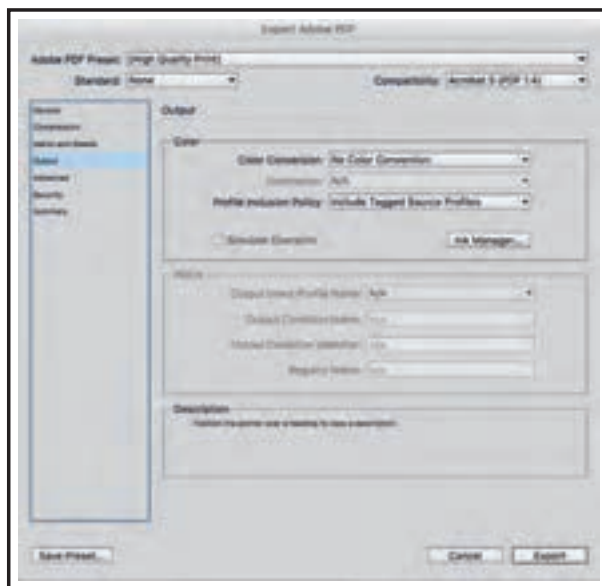 Export Adobe PDF
Adobe PDF Preset: [High Quality Print]
Standard: None
Compatibility: Acrobat 5 (PDF 1.4)
General
Compression
Marks and Bleeds
Output
Advanced
Security
Summary
Output
Color
Color Conversion: No Color Conversion
Destination: N/A
Profile Inclusion Policy: Include Tagged Source Profiles
Simulate Overprint
Ink Manager...
PDF/X
Output Intent Profile Name: N/A
Output Condition Name: N/A
Output Condition Identifier: N/A
Registry Name: N/A
Description
Position the pointer over a heading to view a description.
Save Preset...
Cancel
Export